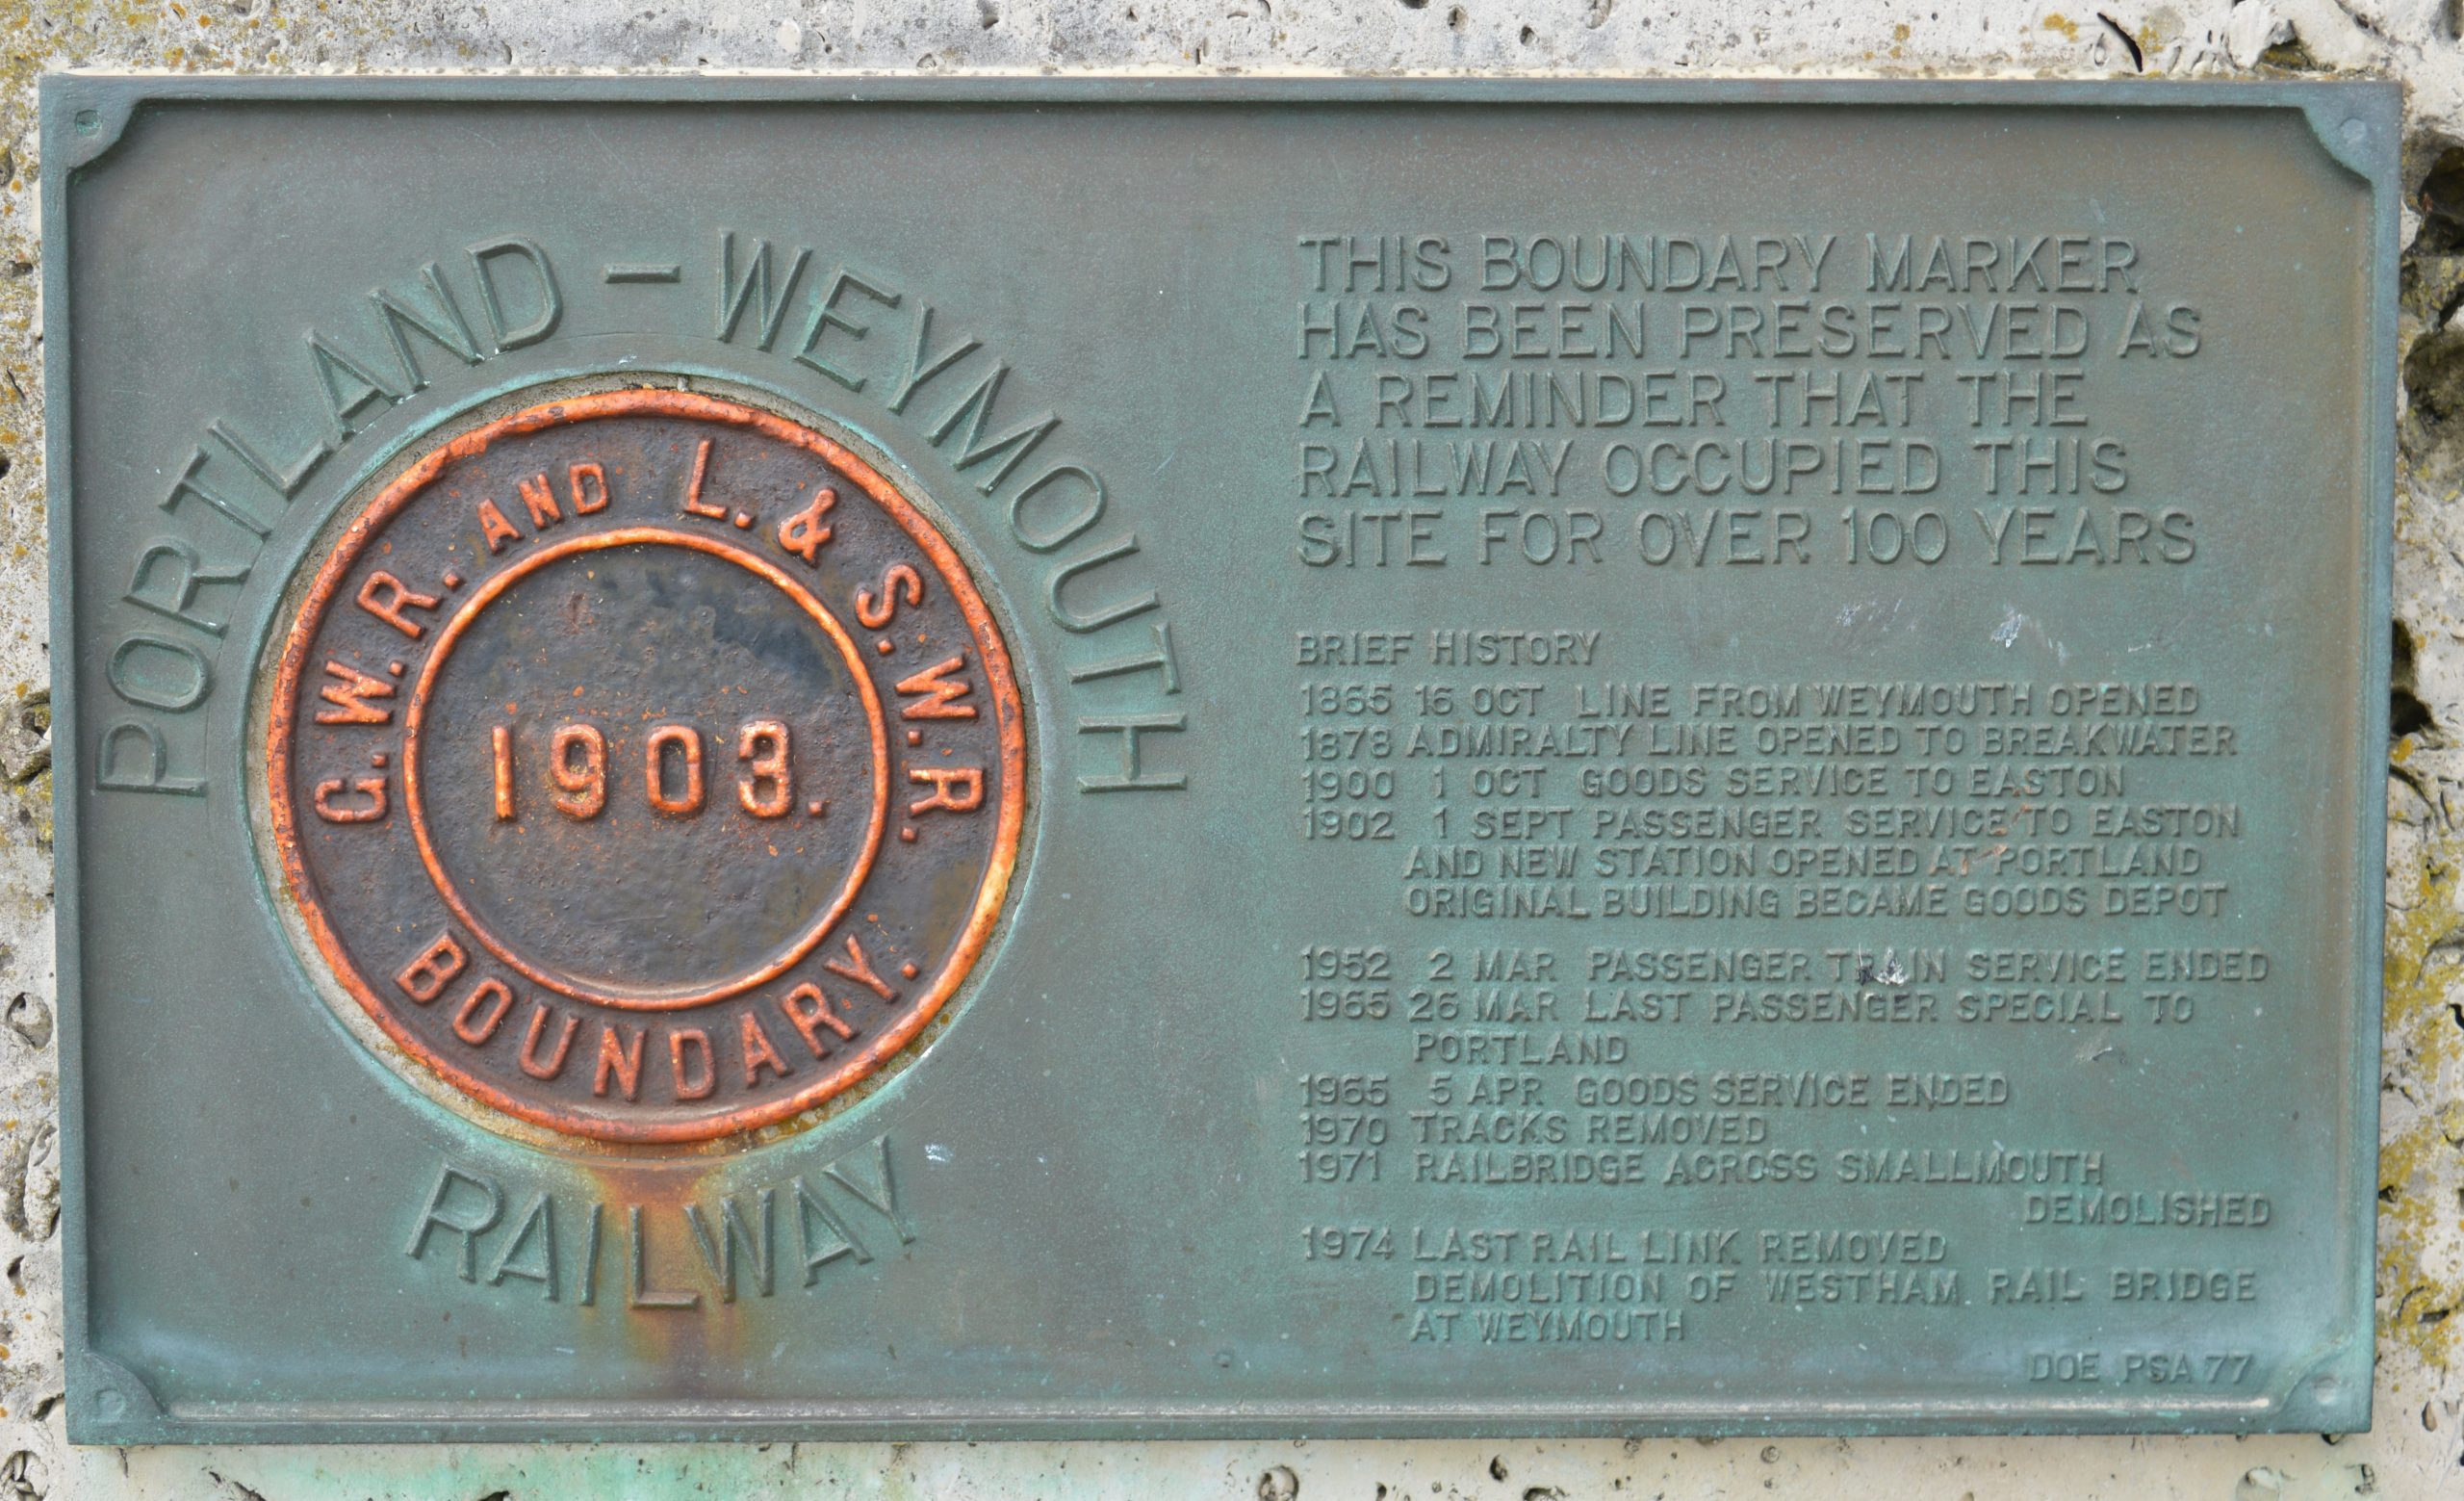 PORTLAND – WEYMOUTH
G.W.R. AND L. & S.W.R.
1903.
BOUNDARY.
RAILWAY
THIS BOUNDARY MARKER
HAS BEEN PRESERVED AS
A REMINDER THAT THE
RAILWAY OCCUPIED THIS
SITE FOR OVER 100 YEARS
BRIEF HISTORY
1865 16 OCT LINE FROM WEYMOUTH OPENED
1878 ADMIRALTY LINE OPENED TO BREAKWATER
1900 1 OCT GOODS SERVICE TO EASTON
1902 1 SEPT PASSENGER SERVICE TO EASTON
AND NEW STATION OPENED AT PORTLAND
ORIGINAL BUILDING BECAME GOODS DEPOT
1952 2 MAR PASSENGER TRAIN SERVICE ENDED
1965 26 MAR LAST PASSENGER SPECIAL TO
PORTLAND
1965 5 APR GOODS SERVICE ENDED
1970 TRACKS REMOVED
1971 RAILBRIDGE ACROSS SMALLMOUTH
DEMOLISHED
1974 LAST RAIL LINK REMOVED
DEMOLITION OF WESTHAM RAIL BRIDGE
AT WEYMOUTH
DOE PSA 77